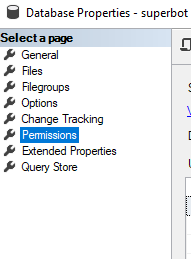 Database Properties - superbot
Select a page
General
Files
Filegroups
Options
Change Tracking
Permissions
Extended Properties
Query Store